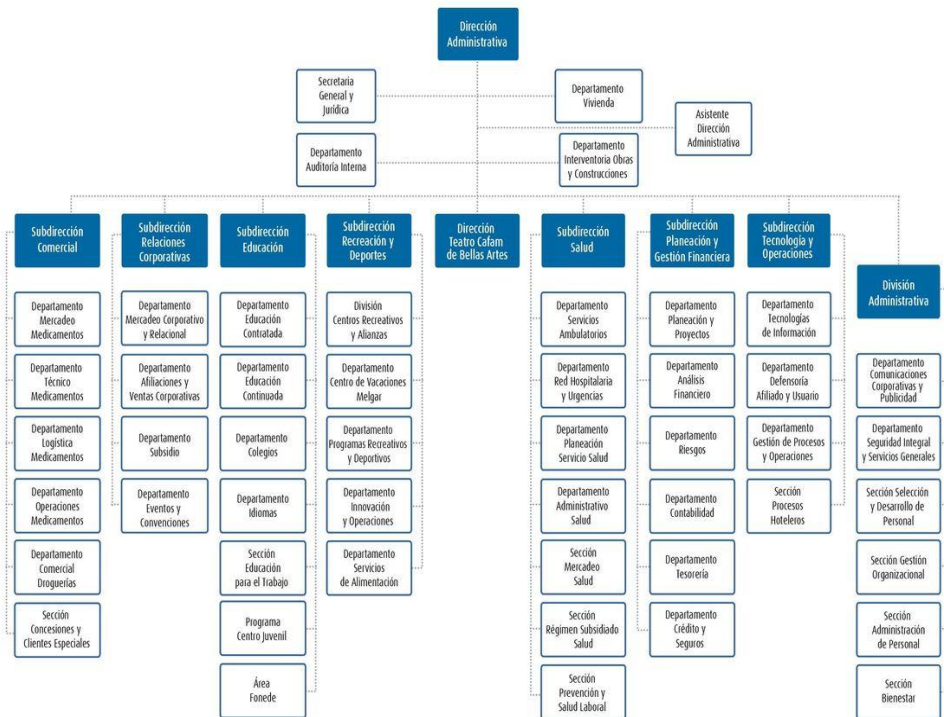 Dirección
Administrativa
Secretaria
General y
Jurídica
Departamento
Vivienda
Asistente
Dirección
Administrativa
Departamento
Auditoría Interna
Departamento
Interventoria Obras
y Construcciones
Subdirección
Comercial
Subdirección
Relaciones
Corporativas
Subdirección
Educación
Subdirección
Recreación y
Deportes
Dirección
Teatro Cafam
de Bellas Artes
Subdirección
Salud
Subdirección
Planeación y
Gestión Financiera
Subdirección
Tecnología y
Operaciones
División
Administrativa
Departamento
Mercadeo
Medicamentos
Departamento
Técnico
Medicamentos
Departamento
Logística
Medicamentos
Departamento
Operaciones
Medicamentos
Departamento
Comercial
Droguerías
Sección
Concesiones y
Clientes Especiales
Departamento
Mercadeo Corporativo
y Relacional
Departamento
Afiliaciones y
Ventas Corporativas
Departamento
Subsidio
Departamento
Eventos y
Convenciones
Departamento
Educación
Contratada
Departamento
Educación
Continuada
Departamento
Colegios
Departamento
Idiomas
Sección
Educación
para el Trabajo
Programa
Centro Juvenil
Área
Fonede
División
Centros Recreativos
y Alianzas
Departamento
Centro de Vacaciones
Melgar
Departamento
Programas Recreativos
y Deportivos
Departamento
Innovación
y Operaciones
Departamento
Servicios
de Alimentación
Departamento
Servicios
Ambulatorios
Departamento
Red Hospitalaria
y Urgencias
Departamento
Planeación
Servicio Salud
Departamento
Administrativo
Salud
Sección
Mercadeo
Salud
Sección
Régimen Subsidiado
Salud
Sección
Prevención y
Salud Laboral
Departamento
Planeación y
Proyectos
Departamento
Análisis
Financiero
Departamento
Riesgos
Departamento
Contabilidad
Departamento
Tesorería
Departamento
Crédito y
Seguros
Departamento
Tecnologías
de Información
Departamento
Defensoría
Afiliado y Usuario
Departamento
Gestión de Procesos
y Operaciones
Sección
Procesos
Hoteleros
Departamento
Comunicaciones
Corporativas y
Publicidad
Departamento
Seguridad Integral
y Servicios Generales
Sección Selección
y Desarrollo de
Personal
Sección Gestión
Organizacional
Sección
Administración
de Personal
Sección
Bienestar